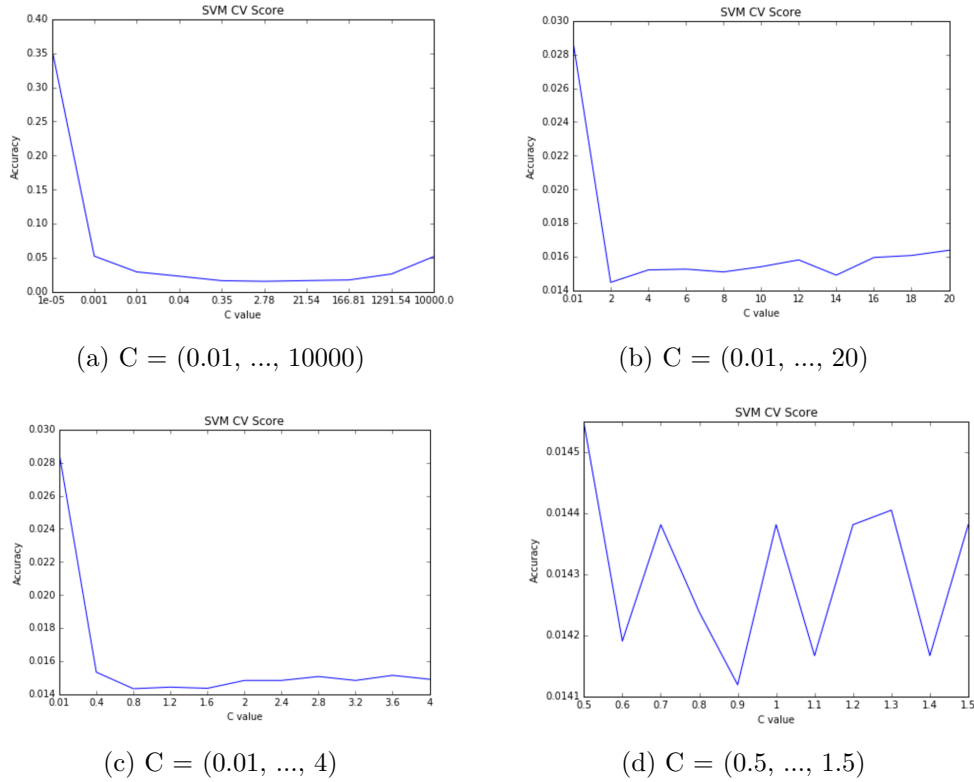 SVM CV Score
0.40
0.35
0.30
0.25
0.20
0.15
0.10
0.05
0.00
Accuracy
1e-05 0.001 0.01 0.04 0.35 2.78 21.54 166.81 1291.54 10000.0
C value
(a) C = (0.01, ..., 10000)
SVM CV Score
0.030
0.028
0.026
0.024
0.022
0.020
0.018
0.016
0.014
Accuracy
0.01 2 4 6 8 10 12 14 16 18 20
C value
(b) C = (0.01, ..., 20)
SVM CV Score
0.030
0.028
0.026
0.024
0.022
0.020
0.018
0.016
0.014
Accuracy
0.01 0.4 0.8 1.2 1.6 2 2.4 2.8 3.2 3.6 4
C value
(c) C = (0.01, ..., 4)
SVM CV Score
0.0145
0.0144
0.0143
0.0142
0.0141
Accuracy
0.5 0.6 0.7 0.8 0.9 1 1.1 1.2 1.3 1.4 1.5
C value
(d) C = (0.5, ..., 1.5)